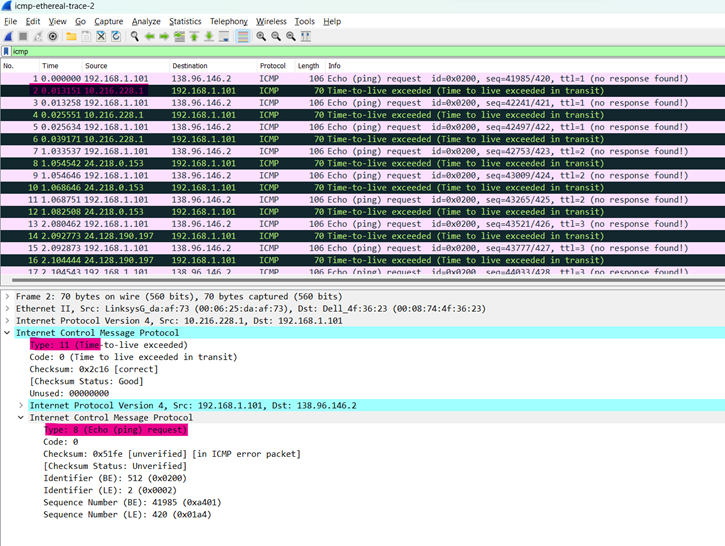 icmp-ethereal-trace-2
File Edit View Go Capture Analyze Statistics Telephony Wireless Tools Help
icmp
No. Time Source Destination Protocol Length Info
1 0.000000 192.168.1.101 138.96.146.2 ICMP 106 Echo (ping) request id=0x0200, seq=41985/420, ttl=1 (no response found!)
2 0.013151 10.216.228.1 192.168.1.101 ICMP 70 Time-to-live exceeded (Time to live exceeded in transit)
3 0.013258 192.168.1.101 138.96.146.2 ICMP 106 Echo (ping) request id=0x0200, seq=42241/421, ttl=1 (no response found!)
4 0.025551 10.216.228.1 192.168.1.101 ICMP 70 Time-to-live exceeded (Time to live exceeded in transit)
5 0.025634 192.168.1.101 138.96.146.2 ICMP 106 Echo (ping) request id=0x0200, seq=42497/422, ttl=1 (no response found!)
6 0.039171 10.216.228.1 192.168.1.101 ICMP 70 Time-to-live exceeded (Time to live exceeded in transit)
7 1.033537 192.168.1.101 138.96.146.2 ICMP 106 Echo (ping) request id=0x0200, seq=42753/423, ttl=2 (no response found!)
8 1.054542 24.218.0.153 192.168.1.101 ICMP 70 Time-to-live exceeded (Time to live exceeded in transit)
9 1.054646 192.168.1.101 138.96.146.2 ICMP 106 Echo (ping) request id=0x0200, seq=43009/424, ttl=2 (no response found!)
10 1.068646 24.218.0.153 192.168.1.101 ICMP 70 Time-to-live exceeded (Time to live exceeded in transit)
11 1.068751 192.168.1.101 138.96.146.2 ICMP 106 Echo (ping) request id=0x0200, seq=43265/425, ttl=2 (no response found!)
12 1.082508 24.218.0.153 192.168.1.101 ICMP 70 Time-to-live exceeded (Time to live exceeded in transit)
13 2.080462 192.168.1.101 138.96.146.2 ICMP 106 Echo (ping) request id=0x0200, seq=43521/426, ttl=3 (no response found!)
14 2.092773 24.128.190.197 192.168.1.101 ICMP 70 Time-to-live exceeded (Time to live exceeded in transit)
15 2.092873 192.168.1.101 138.96.146.2 ICMP 106 Echo (ping) request id=0x0200, seq=43777/427, ttl=3 (no response found!)
16 2.104444 24.128.190.197 192.168.1.101 ICMP 70 Time-to-live exceeded (Time to live exceeded in transit)
17 2.104543 192.168.1.101 138.96.146.2 ICMP 106 Echo (ping) request id=0x0200, seq=44033/428, ttl=3 (no response found!)
Frame 2: 70 bytes on wire (560 bits), 70 bytes captured (560 bits)
Ethernet II, Src: LinksysG_da:af:73 (00:06:25:da:af:73), Dst: Dell_4f:36:23 (00:08:74:4f:36:23)
Internet Protocol Version 4, Src: 10.216.228.1, Dst: 192.168.1.101
Internet Control Message Protocol
Type: 11 (Time-to-live exceeded)
Code: 0 (Time to live exceeded in transit)
Checksum: 0x2c16 [correct]
[Checksum Status: Good]
Unused: 00000000
Internet Protocol Version 4, Src: 192.168.1.101, Dst: 138.96.146.2
Internet Control Message Protocol
Type: 8 (Echo (ping) request)
Code: 0
Checksum: 0x51fe [unverified] [in ICMP error packet]
[Checksum Status: Unverified]
Identifier (BE): 512 (0x0200)
Identifier (LE): 2 (0x0002)
Sequence Number (BE): 41985 (0xa401)
Sequence Number (LE): 420 (0x01a4)